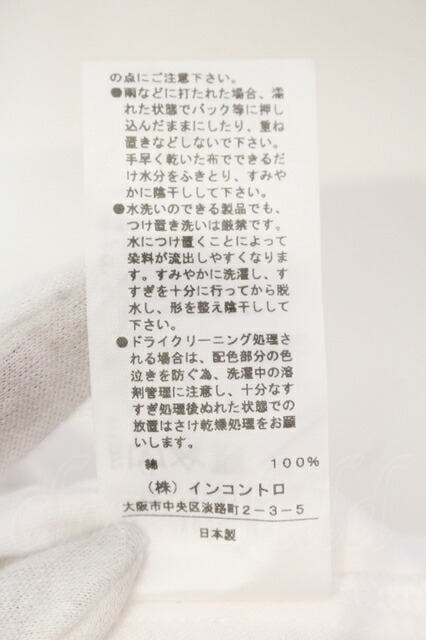 の点にご注意下さい。
●雨などに打たれた場合、濡
れた状態でバック等に押し
込んだままにしたり、重ね
置きなどしないで下さい。
手早く乾いた布でできるだ
け水分をふきとり、すみや
かに陰干しして下さい。
●水洗いのできる製品でも、
つけ置き洗いは厳禁です。
水につけ置くことによって
染料が流出しやすくなりま
す。すみやかに洗濯し、す
すぎを十分に行ってから脱
水し、形を整え陰干しして
下さい。
●ドライクリーニング処理さ
れる場合は、配色部分の色
泣きを防ぐ為、洗濯中の溶
剤管理に注意し、十分なす
すぎ処理後ぬれた状態での
放置はさけ乾燥処理をお願
いします。
綿 100%
(株) インコントロ
大阪市中央区淡路町2-3-5
日本製